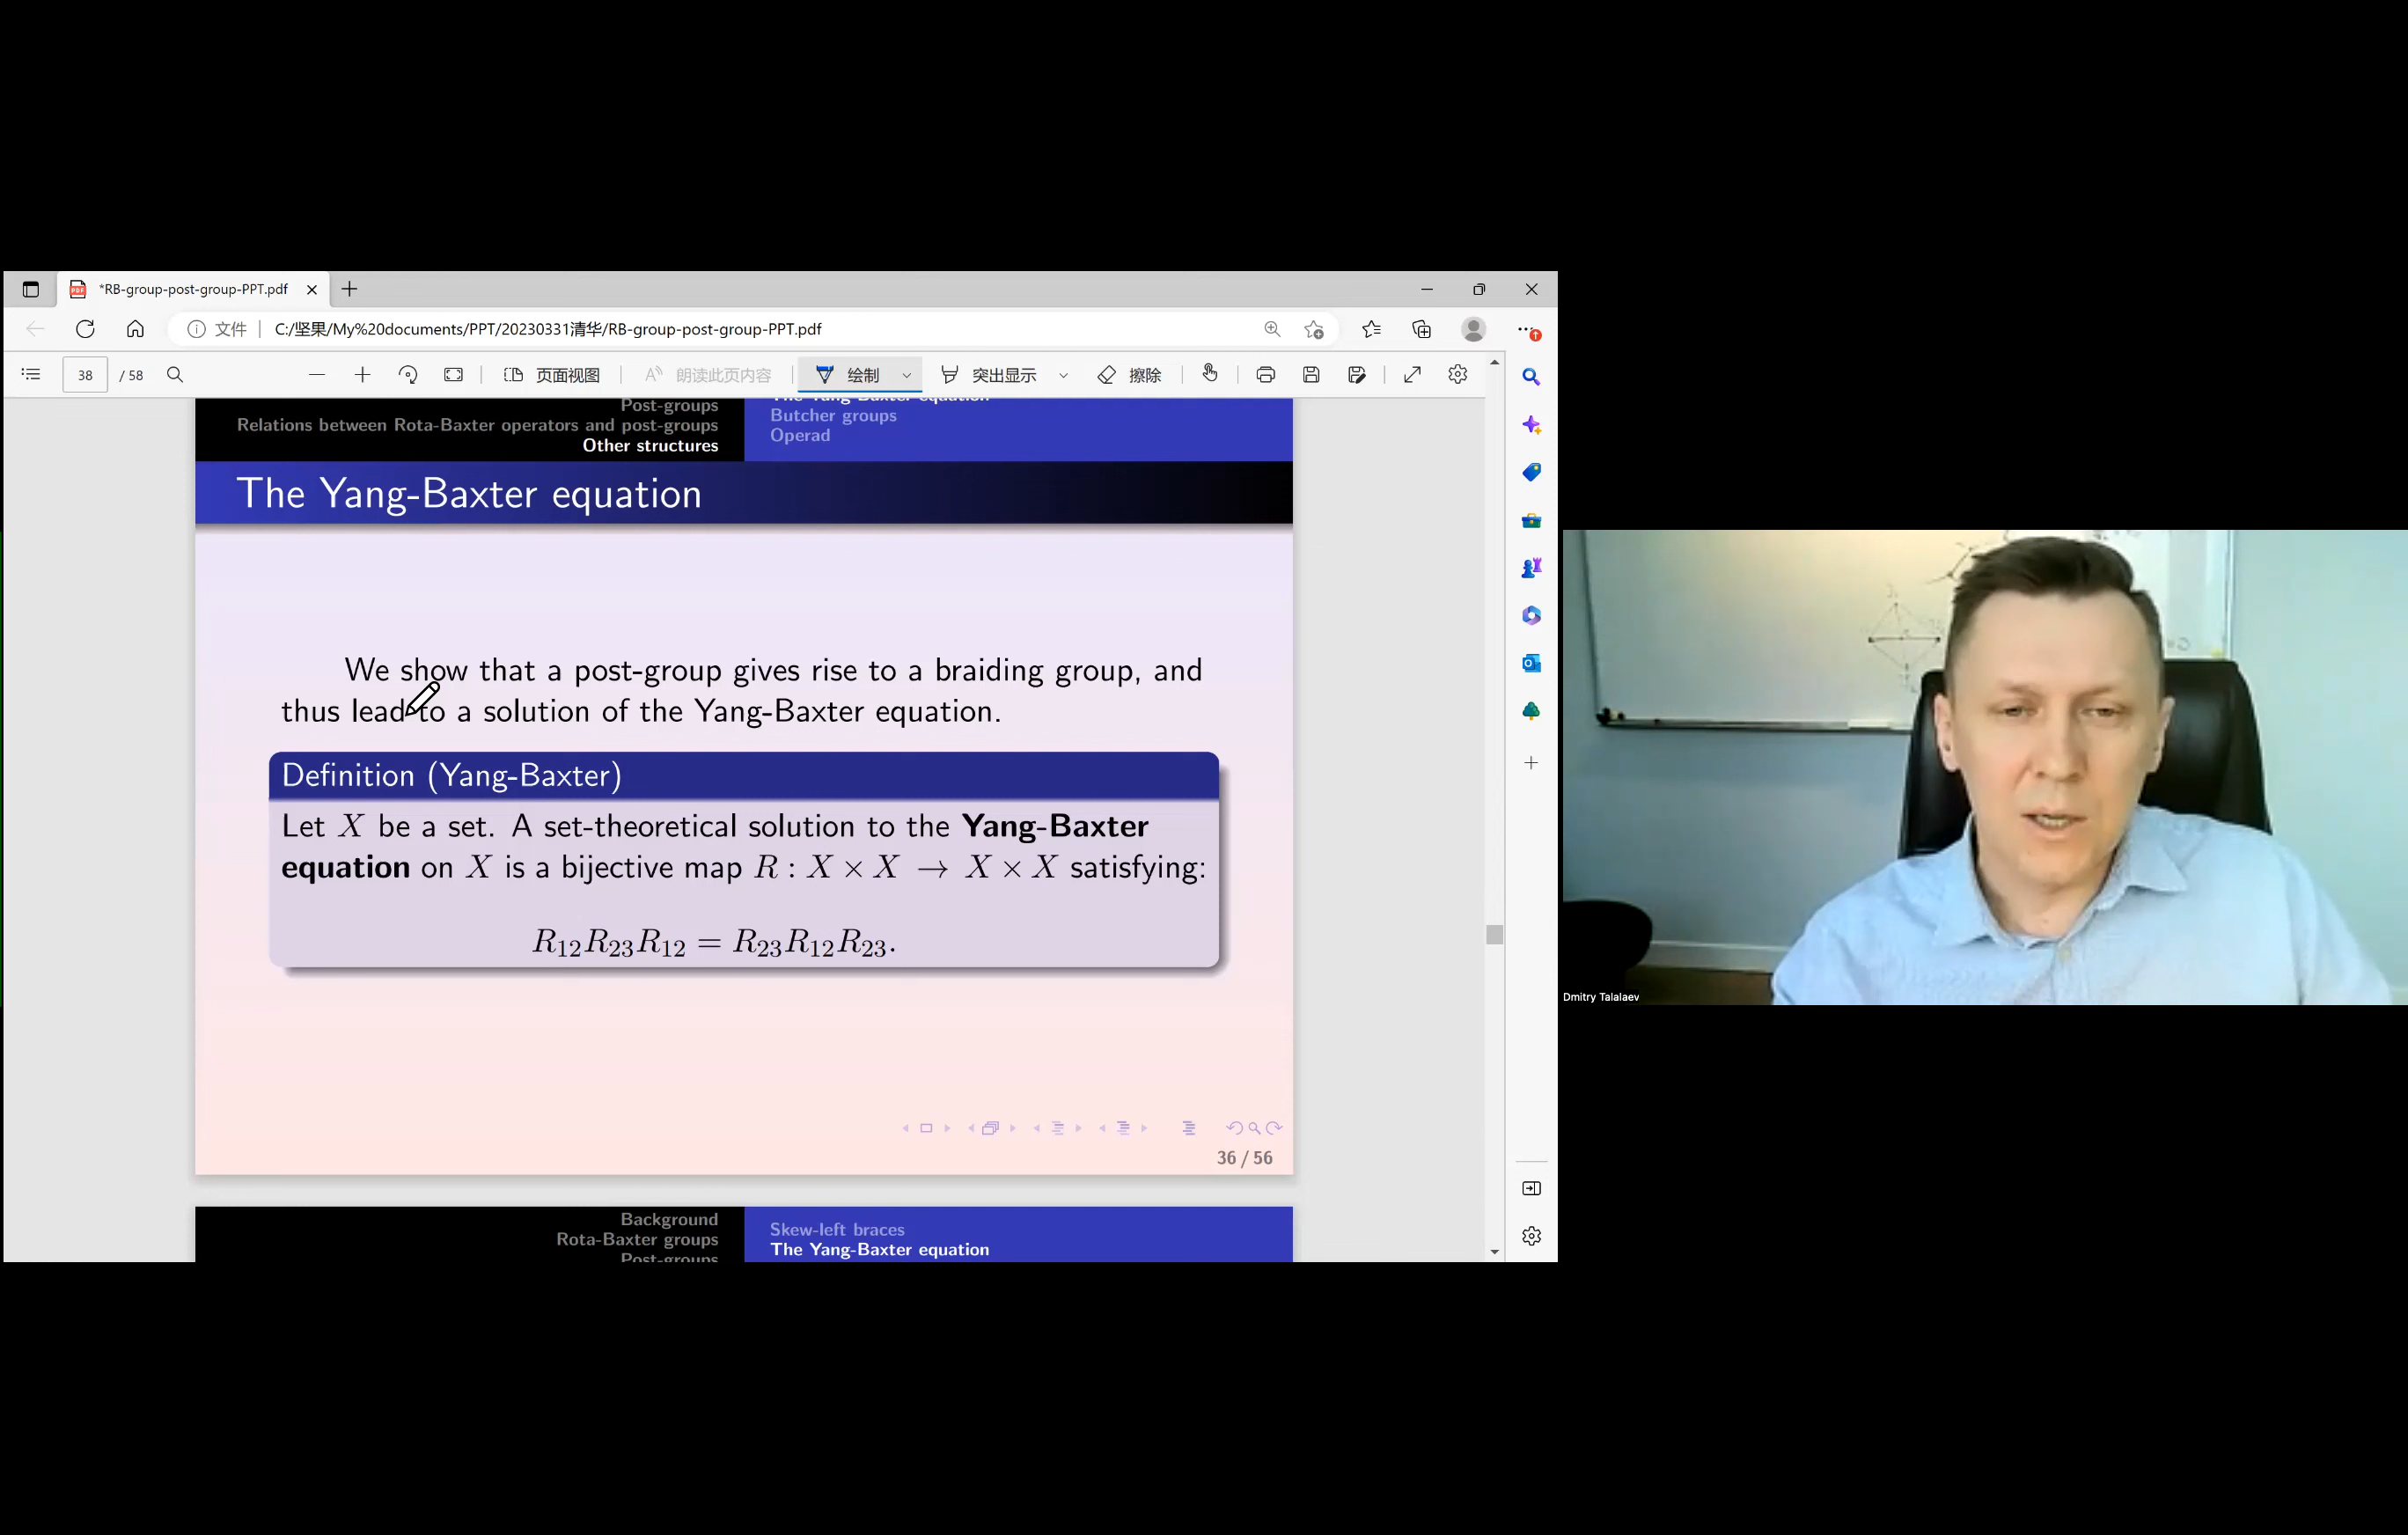 *RB-group-post-group-PPT.pdf
文件 C:/坚果/My%20documents/PPT/20230331清华/RB-group-post-group-PPT.pdf
38 / 58 页面视图 朗读此页内容 绘制 突出显示 擦除
Post-groups
Relations between Rota-Baxter operators and post-groups
Other structures
The Yang-Baxter equation
Butcher groups
Operad
The Yang-Baxter equation
We show that a post-group gives rise to a braiding group, and
thus lead to a solution of the Yang-Baxter equation.
Definition (Yang-Baxter)
Let X be a set. A set-theoretical solution to the Yang-Baxter
equation on X is a bijective map R : X × X → X × X satisfying:
R₁₂R₂₃R₁₂ = R₂₃R₁₂R₂₃.
36 / 56
Background
Rota-Baxter groups
Post-groups
Skew-left braces
The Yang-Baxter equation
Dmitry Talalaev